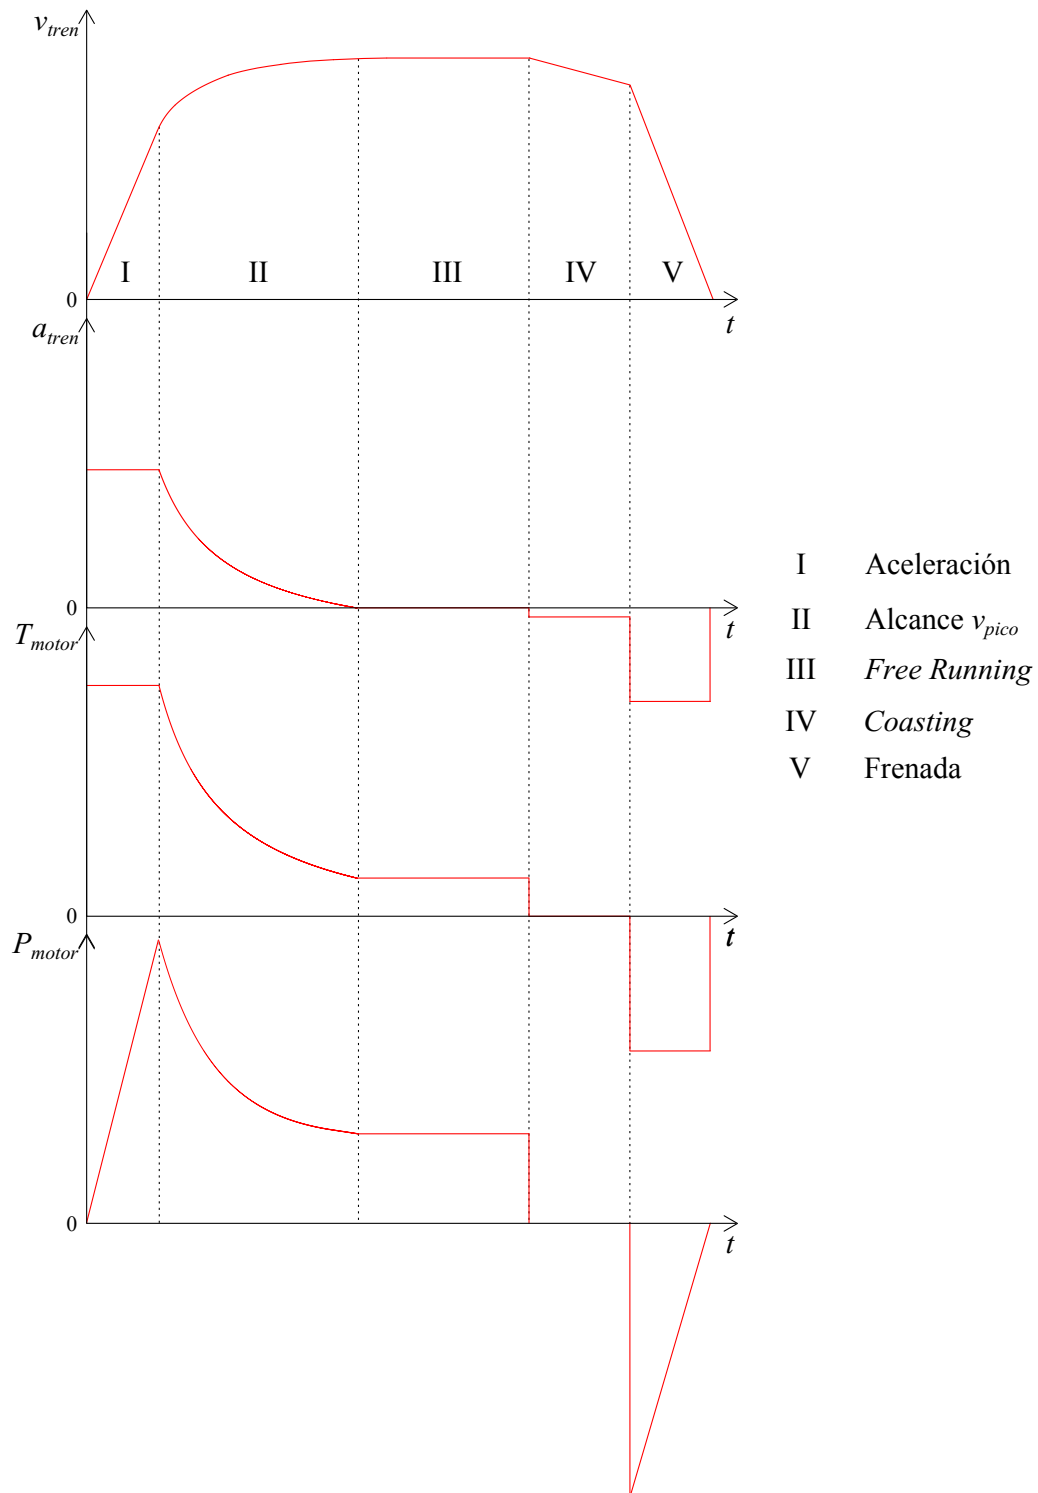 v_tren
I II III IV V
0
t
a_tren
0
t
T_motor
0
t
P_motor
0
t
I Aceleración
II Alcance v_pico
III Free Running
IV Coasting
V Frenada